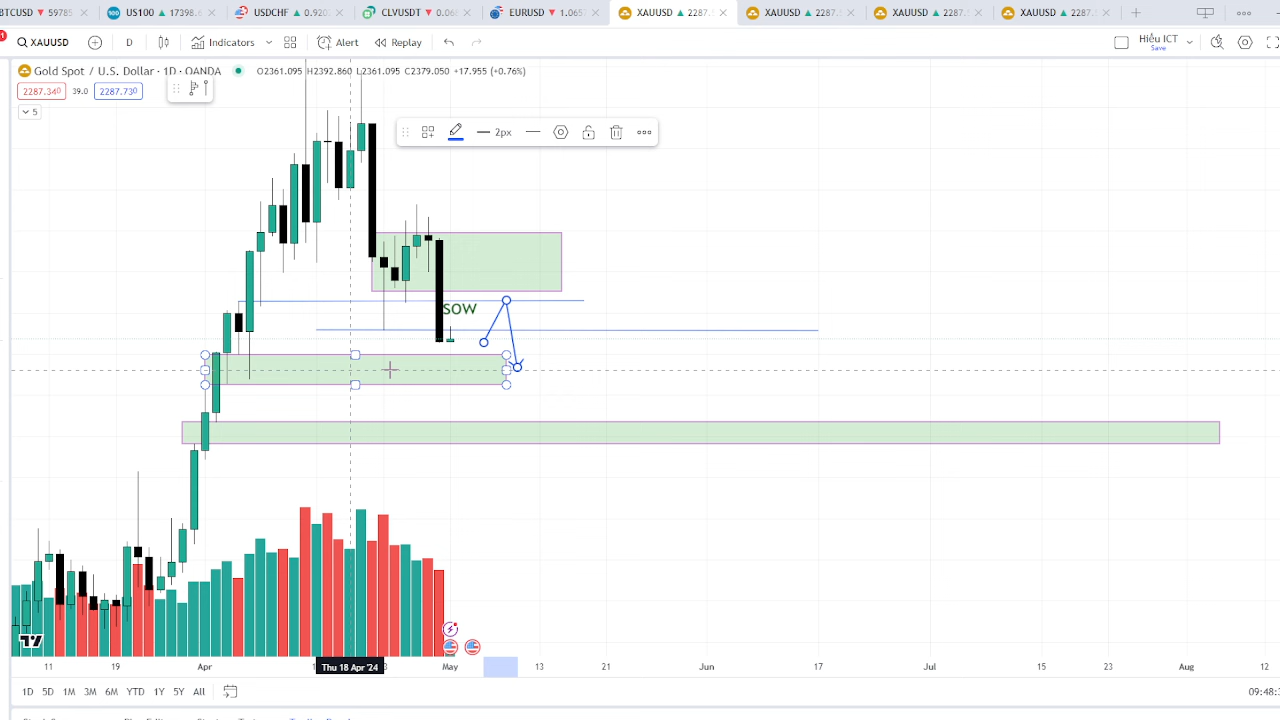 BTCUSD ▼ 5978
100 US100 ▲ 17398.6
USDCHF ▲ 0.920
CLYUSDT ▼ 0.06
EURUSD ▼ 1.065
XAUUSD ▲ 2287.
XAUUSD ▲ 2287.
XAUUSD ▲ 2287.
XAUUSD ▲ 2287.
1
XAUUSD D Indicators Alert Replay Hiếu ICT
Save
Gold Spot / U.S. Dollar · 1D · OANDA O2361.095 H2392.860 L2361.095 C2379.050 +17.955 (+0.76%)
2287.340 39.0 2287.730
5
2px
SOW
11 19 Apr Thu 18 Apr '24 May 13 21 Jun 17 Jul 15 23 Aug 12
1D 5D 1M 3M 6M YTD 1Y 5Y All 09:48: